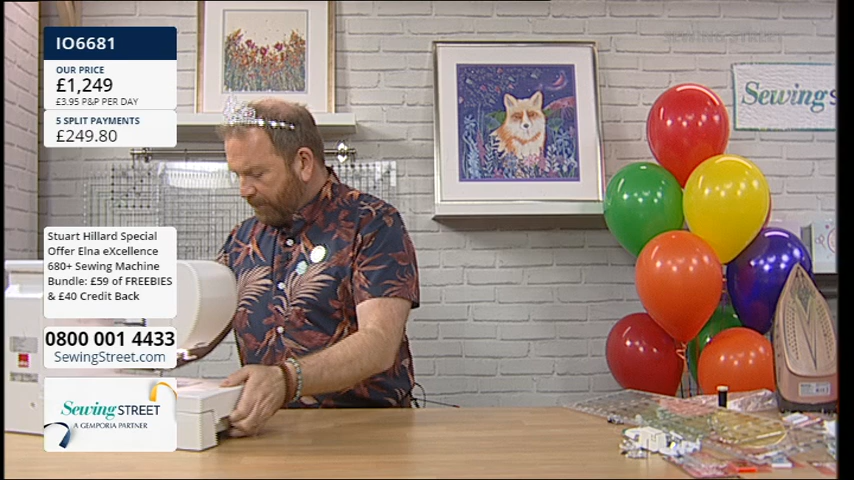 IO6681
OUR PRICE
£1,249
£3.95 P&P PER DAY
5 SPLIT PAYMENTS
£249.80
Stuart Hillard Special
Offer Elna eXcellence
680+ Sewing Machine
Bundle: £59 of FREEBIES
& £40 Credit Back
0800 001 4433
SewingStreet.com
SewingSTREET
A GEMPORIA PARTNER
SEWING STREET
SewingS